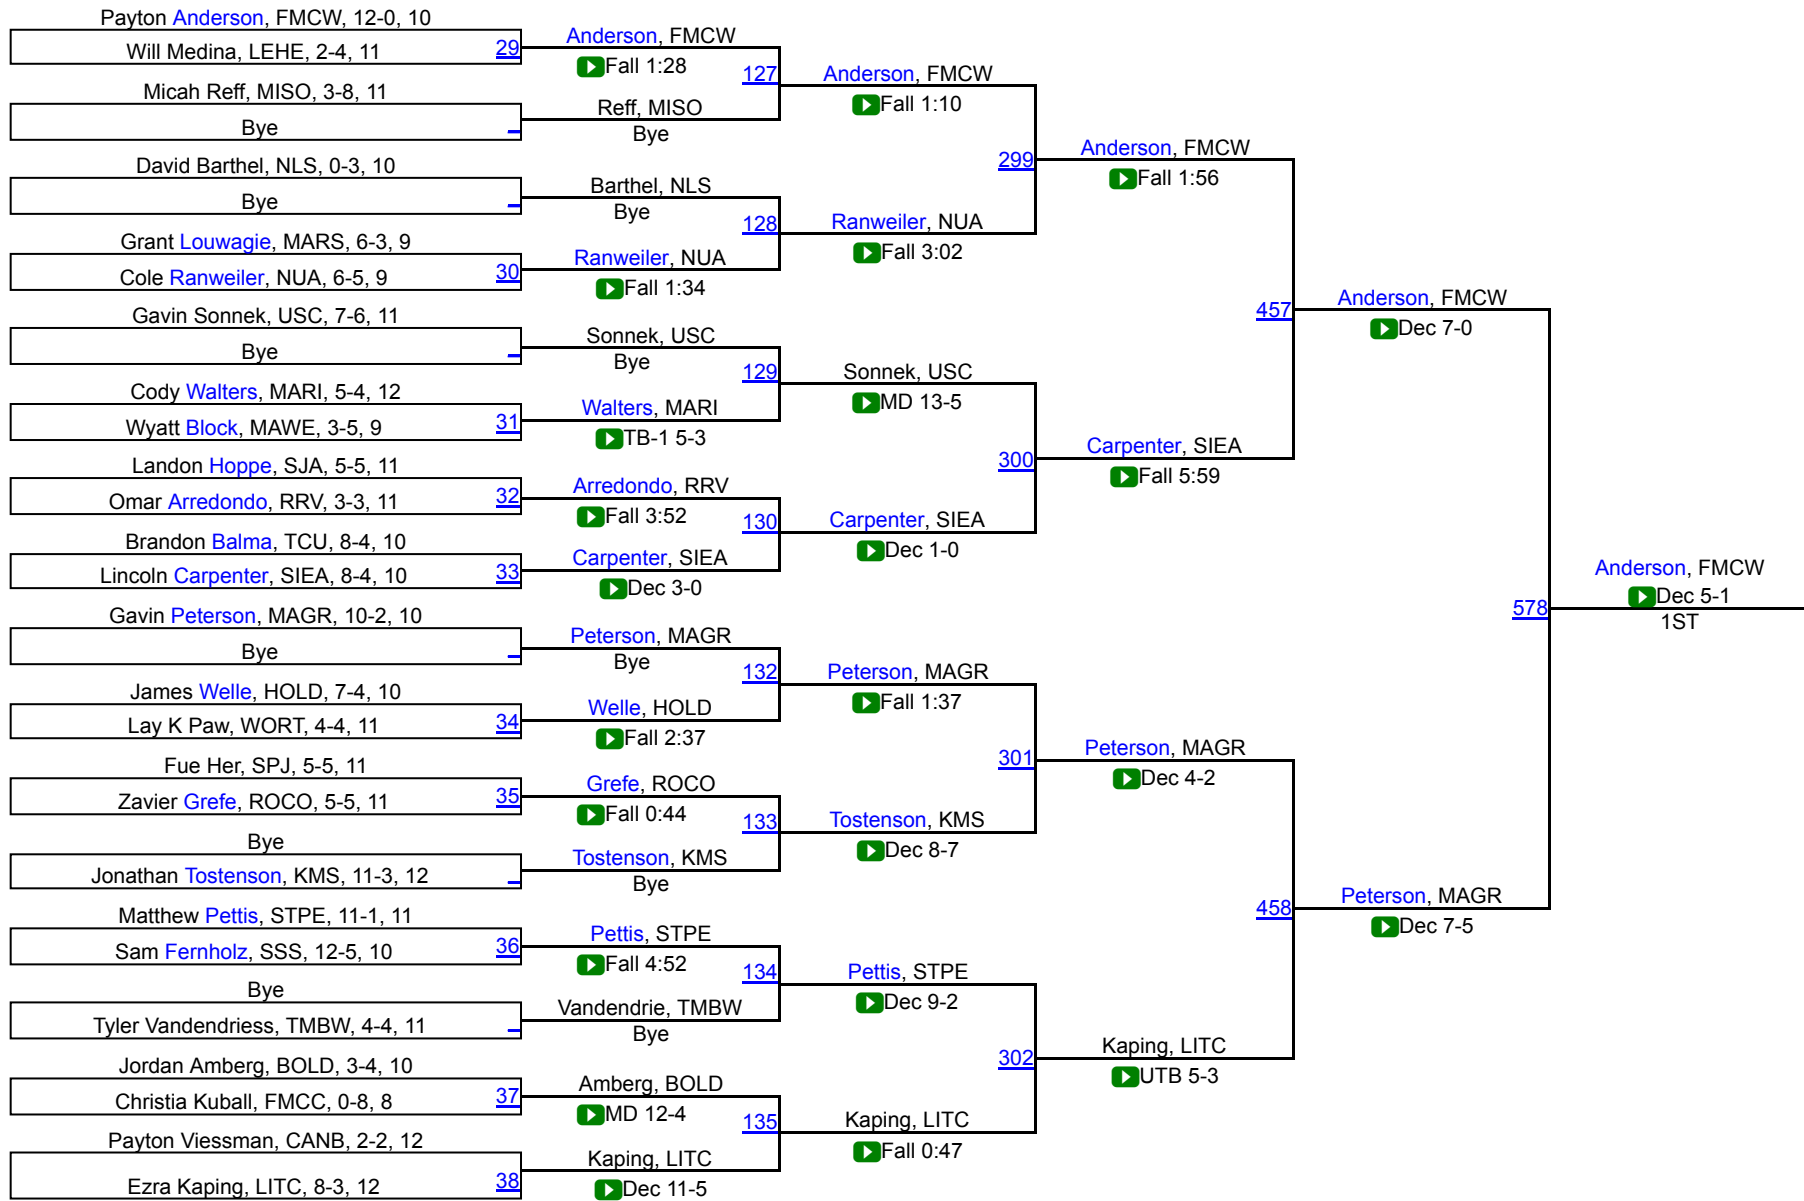 Payton Anderson, FMCW, 12-0, 10
Will Medina, LEHE, 2-4, 11
29
Micah Reff, MISO, 3-8, 11
Bye
David Barthel, NLS, 0-3, 10
Bye
Grant Louwagie, MARS, 6-3, 9
Cole Ranweiler, NUA, 6-5, 9
30
Gavin Sonnek, USC, 7-6, 11
Bye
Cody Walters, MARI, 5-4, 12
Wyatt Block, MAWE, 3-5, 9
31
Landon Hoppe, SJA, 5-5, 11
Omar Arredondo, RRV, 3-3, 11
32
Brandon Balma, TCU, 8-4, 10
Lincoln Carpenter, SIEA, 8-4, 10
33
Gavin Peterson, MAGR, 10-2, 10
Bye
James Welle, HOLD, 7-4, 10
Lay K Paw, WORT, 4-4, 11
34
Fue Her, SPJ, 5-5, 11
Zavier Grefe, ROCO, 5-5, 11
35
Bye
Jonathan Tostenson, KMS, 11-3, 12
Matthew Pettis, STPE, 11-1, 11
Sam Fernholz, SSS, 12-5, 10
36
Bye
Tyler Vandendriess, TMBW, 4-4, 11
Jordan Amberg, BOLD, 3-4, 10
Christia Kuball, FMCC, 0-8, 8
37
Payton Viessman, CANB, 2-2, 12
Ezra Kaping, LITC, 8-3, 12
38
Anderson, FMCW
Fall 1:28
127
Reff, MISO
Bye
Barthel, NLS
Bye
128
Ranweiler, NUA
Fall 1:34
Sonnek, USC
Bye
129
Walters, MARI
TB-1 5-3
Arredondo, RRV
Fall 3:52
130
Carpenter, SIEA
Dec 3-0
Peterson, MAGR
Bye
132
Welle, HOLD
Fall 2:37
Grefe, ROCO
Fall 0:44
133
Tostenson, KMS
Bye
Pettis, STPE
Fall 4:52
134
Vandendrie, TMBW
Bye
Amberg, BOLD
MD 12-4
135
Kaping, LITC
Dec 11-5
Anderson, FMCW
Fall 1:10
299
Ranweiler, NUA
Fall 3:02
Sonnek, USC
MD 13-5
300
Carpenter, SIEA
Dec 1-0
Peterson, MAGR
Fall 1:37
301
Tostenson, KMS
Dec 8-7
Pettis, STPE
Dec 9-2
302
Kaping, LITC
Fall 0:47
Anderson, FMCW
Fall 1:56
457
Carpenter, SIEA
Fall 5:59
Peterson, MAGR
Dec 4-2
458
Kaping, LITC
UTB 5-3
Anderson, FMCW
Dec 7-0
578
Peterson, MAGR
Dec 7-5
Anderson, FMCW
Dec 5-1
1ST